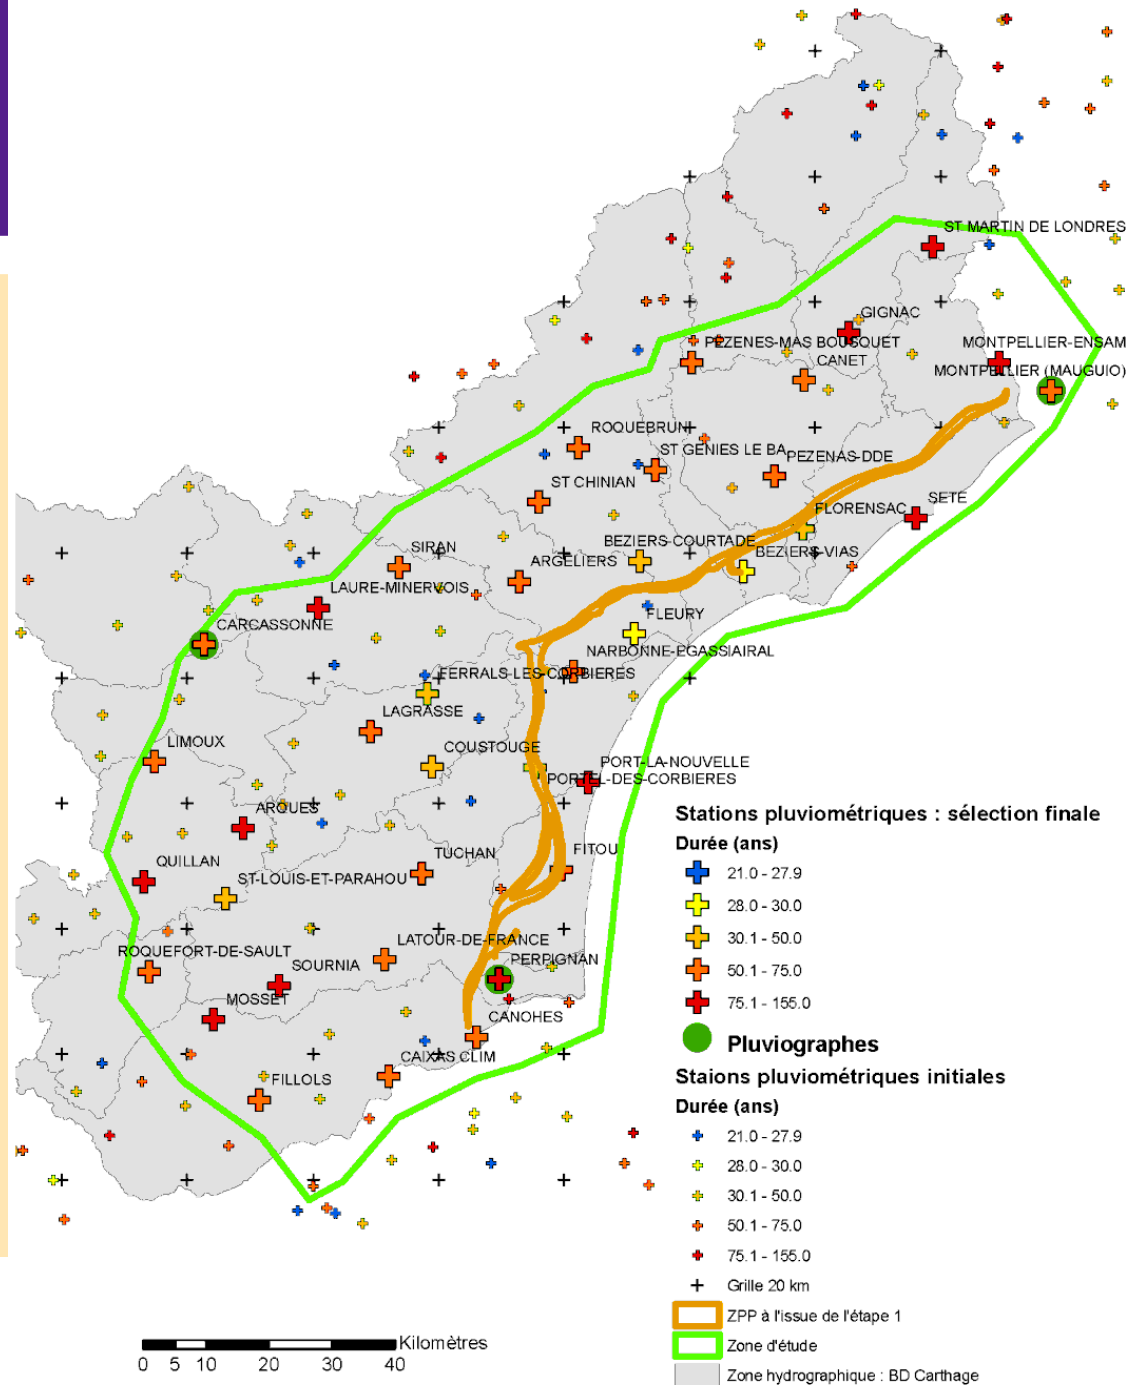 ST MARTIN DE LONDRES
GIGNAC
PEZENES-MAS BOUSQUET
MONTPELLIER-ENSAM
CANET
MONTPELLIER (MAUGUIO)
ROQUEBRUN
ST GENIES LE BA
PEZENAS-DDE
ST CHINIAN
SETE
FLORENSAC
BEZIERS-COURTADE
SIRAN
BEZIERS-VIAS
ARGELIERS
LAURE-MINERVOIS
FLEURY
CARCASSONNE
NARBONNE-EGASSIAIRAL
FERRALS-LES-CORBIERES
LAGRASSE
LIMOUX
COUSTOUGE
PORT-LA-NOUVELLE
PORTEL-DES-CORBIERES
ARQUES
TUCHAN
FITOU
QUILLAN
ST-LOUIS-ET-PARAHOU
LATOUR-DE-FRANCE
ROQUEFORT-DE-SAULT
SOURNIA
PERPIGNAN
MOSSET
CANOHES
CAIXAS CLIM
FILLOLS
Stations pluviométriques : sélection finale
Durée (ans)
21.0 - 27.9
28.0 - 30.0
30.1 - 50.0
50.1 - 75.0
75.1 - 155.0
Pluviographes
Staions pluviométriques initiales
Durée (ans)
21.0 - 27.9
28.0 - 30.0
30.1 - 50.0
50.1 - 75.0
75.1 - 155.0
Grille 20 km
ZPP à l'issue de l'étape 1
Zone d'étude
Zone hydrographique : BD Carthage
Kilomètres
0 5 10 20 30 40